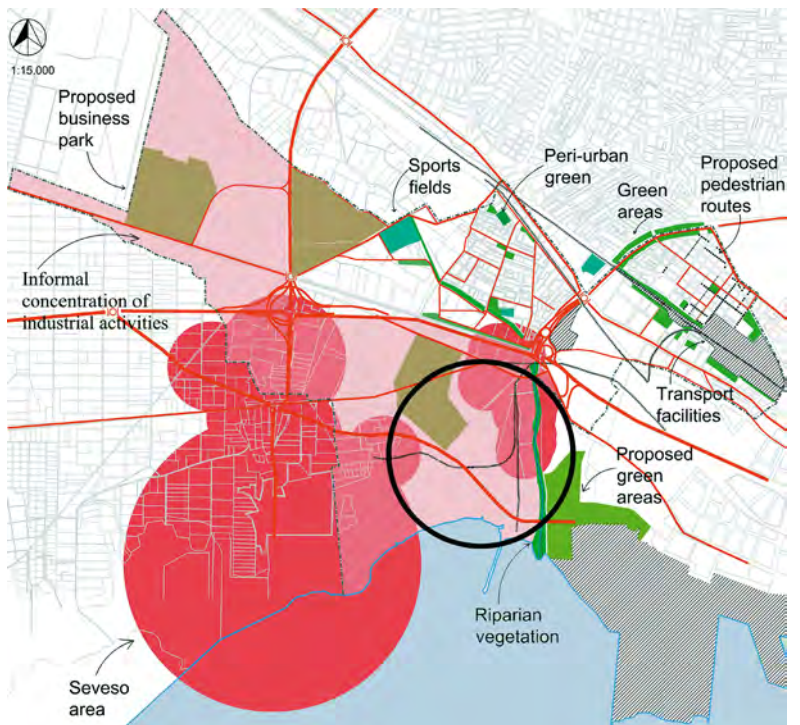 1:15,000
Proposed
business
park
Sports
fields
Peri-urban
green
Green
areas
Proposed
pedestrian
routes
Informal
concentration of
industrial activities
Transport
facilities
Proposed
green
areas
Riparian
vegetation
Seveso
area